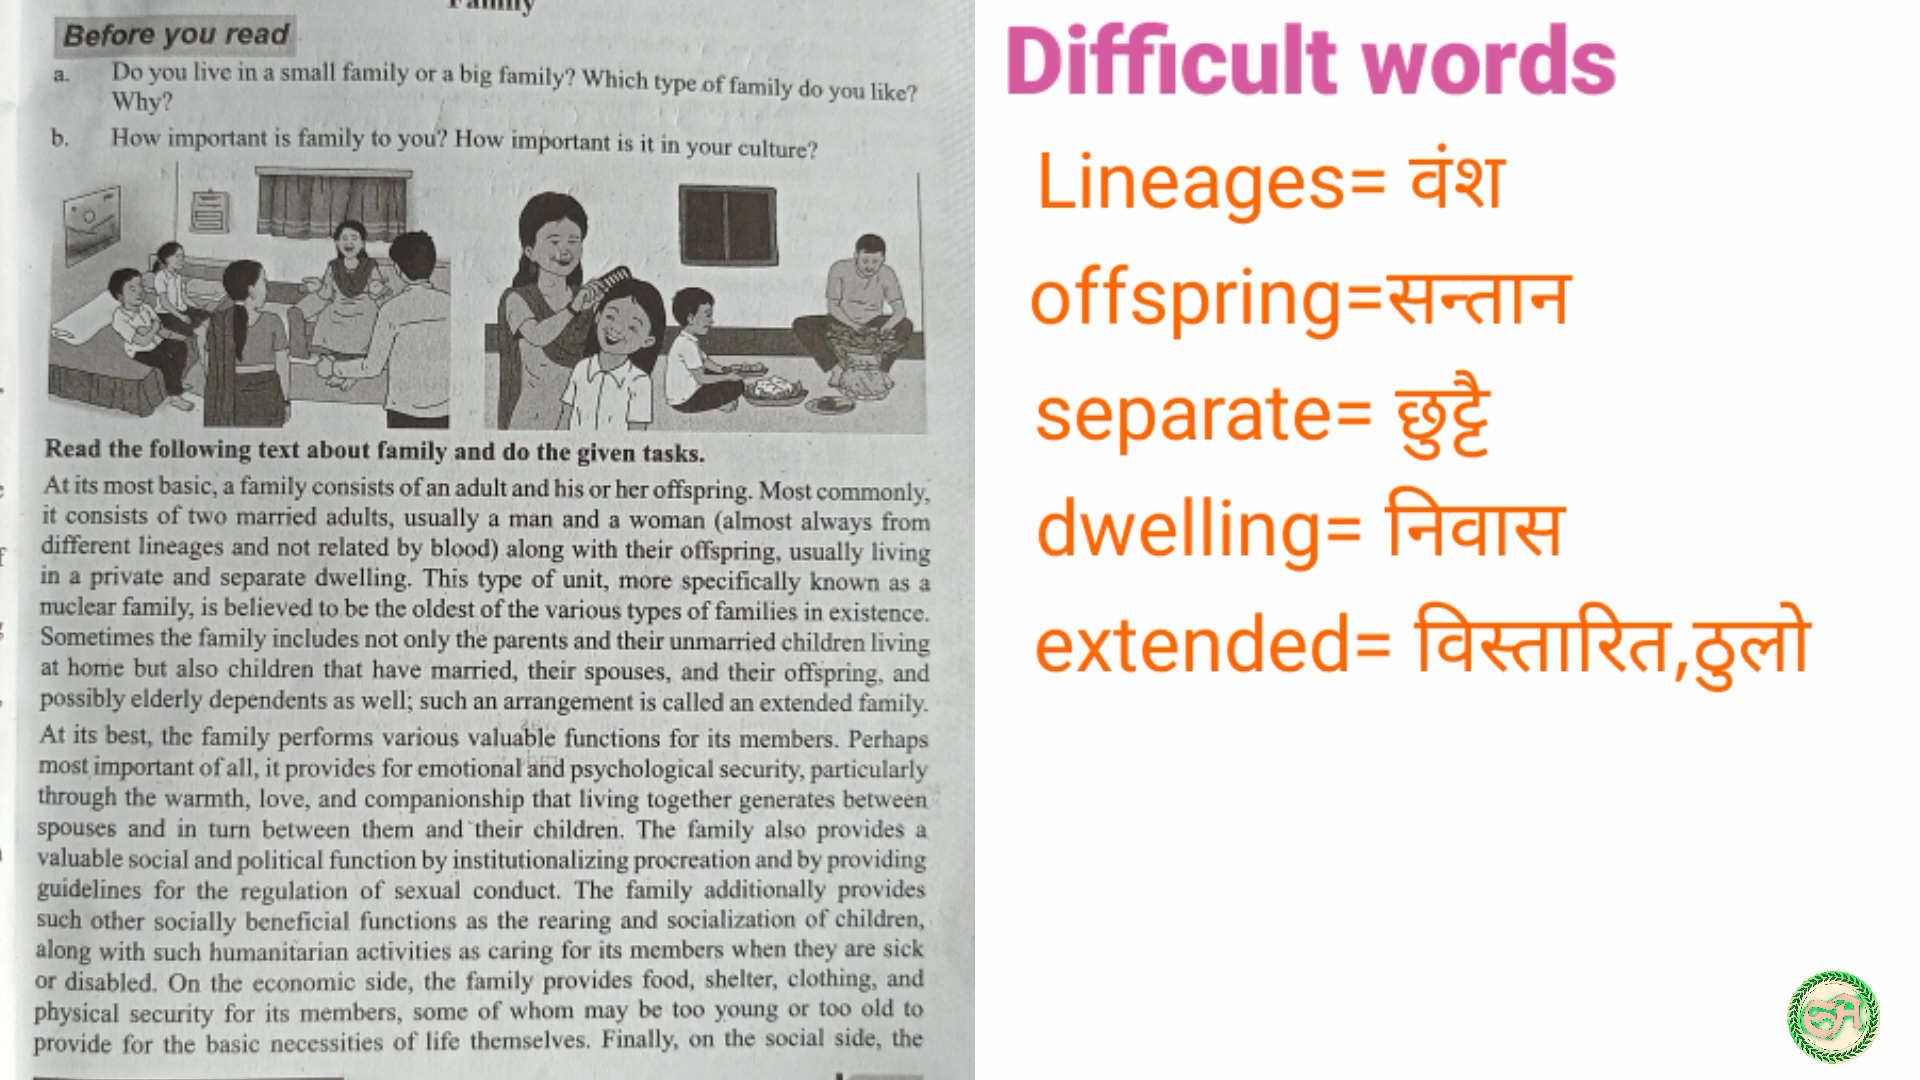 Family
Before you read
a. Do you live in a small family or a big family? Which type of family do you like?
Why?
b. How important is family to you? How important is it in your culture?
Read the following text about family and do the given tasks.
At its most basic, a family consists of an adult and his or her offspring. Most commonly,
it consists of two married adults, usually a man and a woman (almost always from
different lineages and not related by blood) along with their offspring, usually living
in a private and separate dwelling. This type of unit, more specifically known as a
nuclear family, is believed to be the oldest of the various types of families in existence.
Sometimes the family includes not only the parents and their unmarried children living
at home but also children that have married, their spouses, and their offspring, and
possibly elderly dependents as well; such an arrangement is called an extended family.
At its best, the family performs various valuable functions for its members. Perhaps
most important of all, it provides for emotional and psychological security, particularly
through the warmth, love, and companionship that living together generates between
spouses and in turn between them and their children. The family also provides a
valuable social and political function by institutionalizing procreation and by providing
guidelines for the regulation of sexual conduct. The family additionally provides
such other socially beneficial functions as the rearing and socialization of children,
along with such humanitarian activities as caring for its members when they are sick
or disabled. On the economic side, the family provides food, shelter, clothing, and
physical security for its members, some of whom may be too young or too old to
provide for the basic necessities of life themselves. Finally, on the social side, the
Difficult words
Lineages= वंश
offspring=सन्तान
separate= छुट्टै
dwelling= निवास
extended= विस्तारित,ठुलो